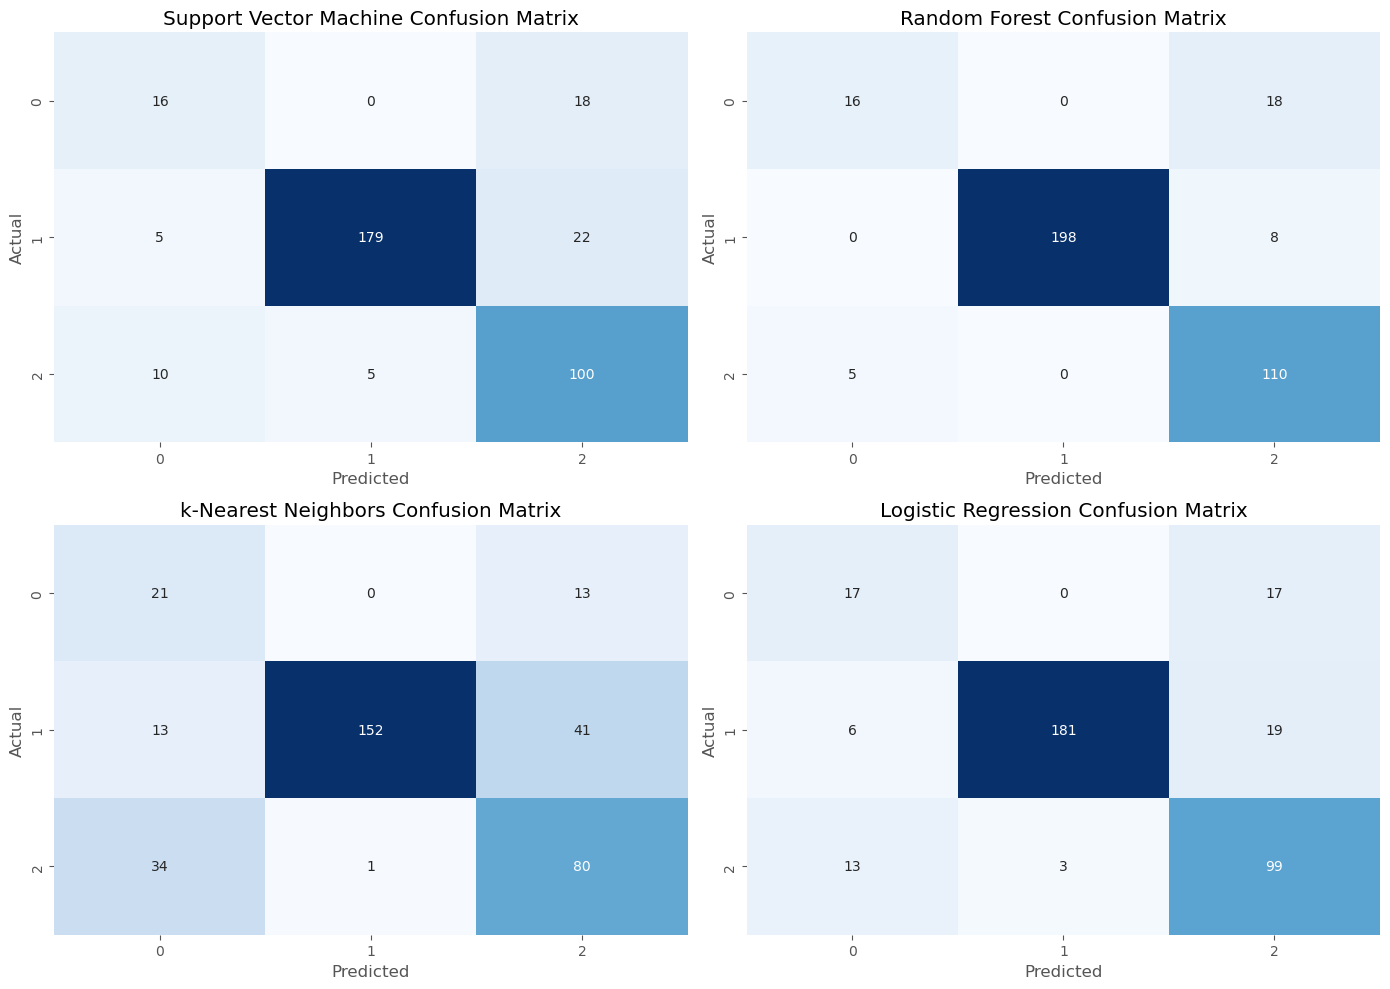 Support Vector Machine Confusion Matrix
0 16 0 18
1 5 179 22
2 10 5 100
Actual
0 1 2
Predicted
Random Forest Confusion Matrix
0 16 0 18
1 0 198 8
2 5 0 110
Actual
0 1 2
Predicted
k-Nearest Neighbors Confusion Matrix
0 21 0 13
1 13 152 41
2 34 1 80
Actual
0 1 2
Predicted
Logistic Regression Confusion Matrix
0 17 0 17
1 6 181 19
2 13 3 99
Actual
0 1 2
Predicted